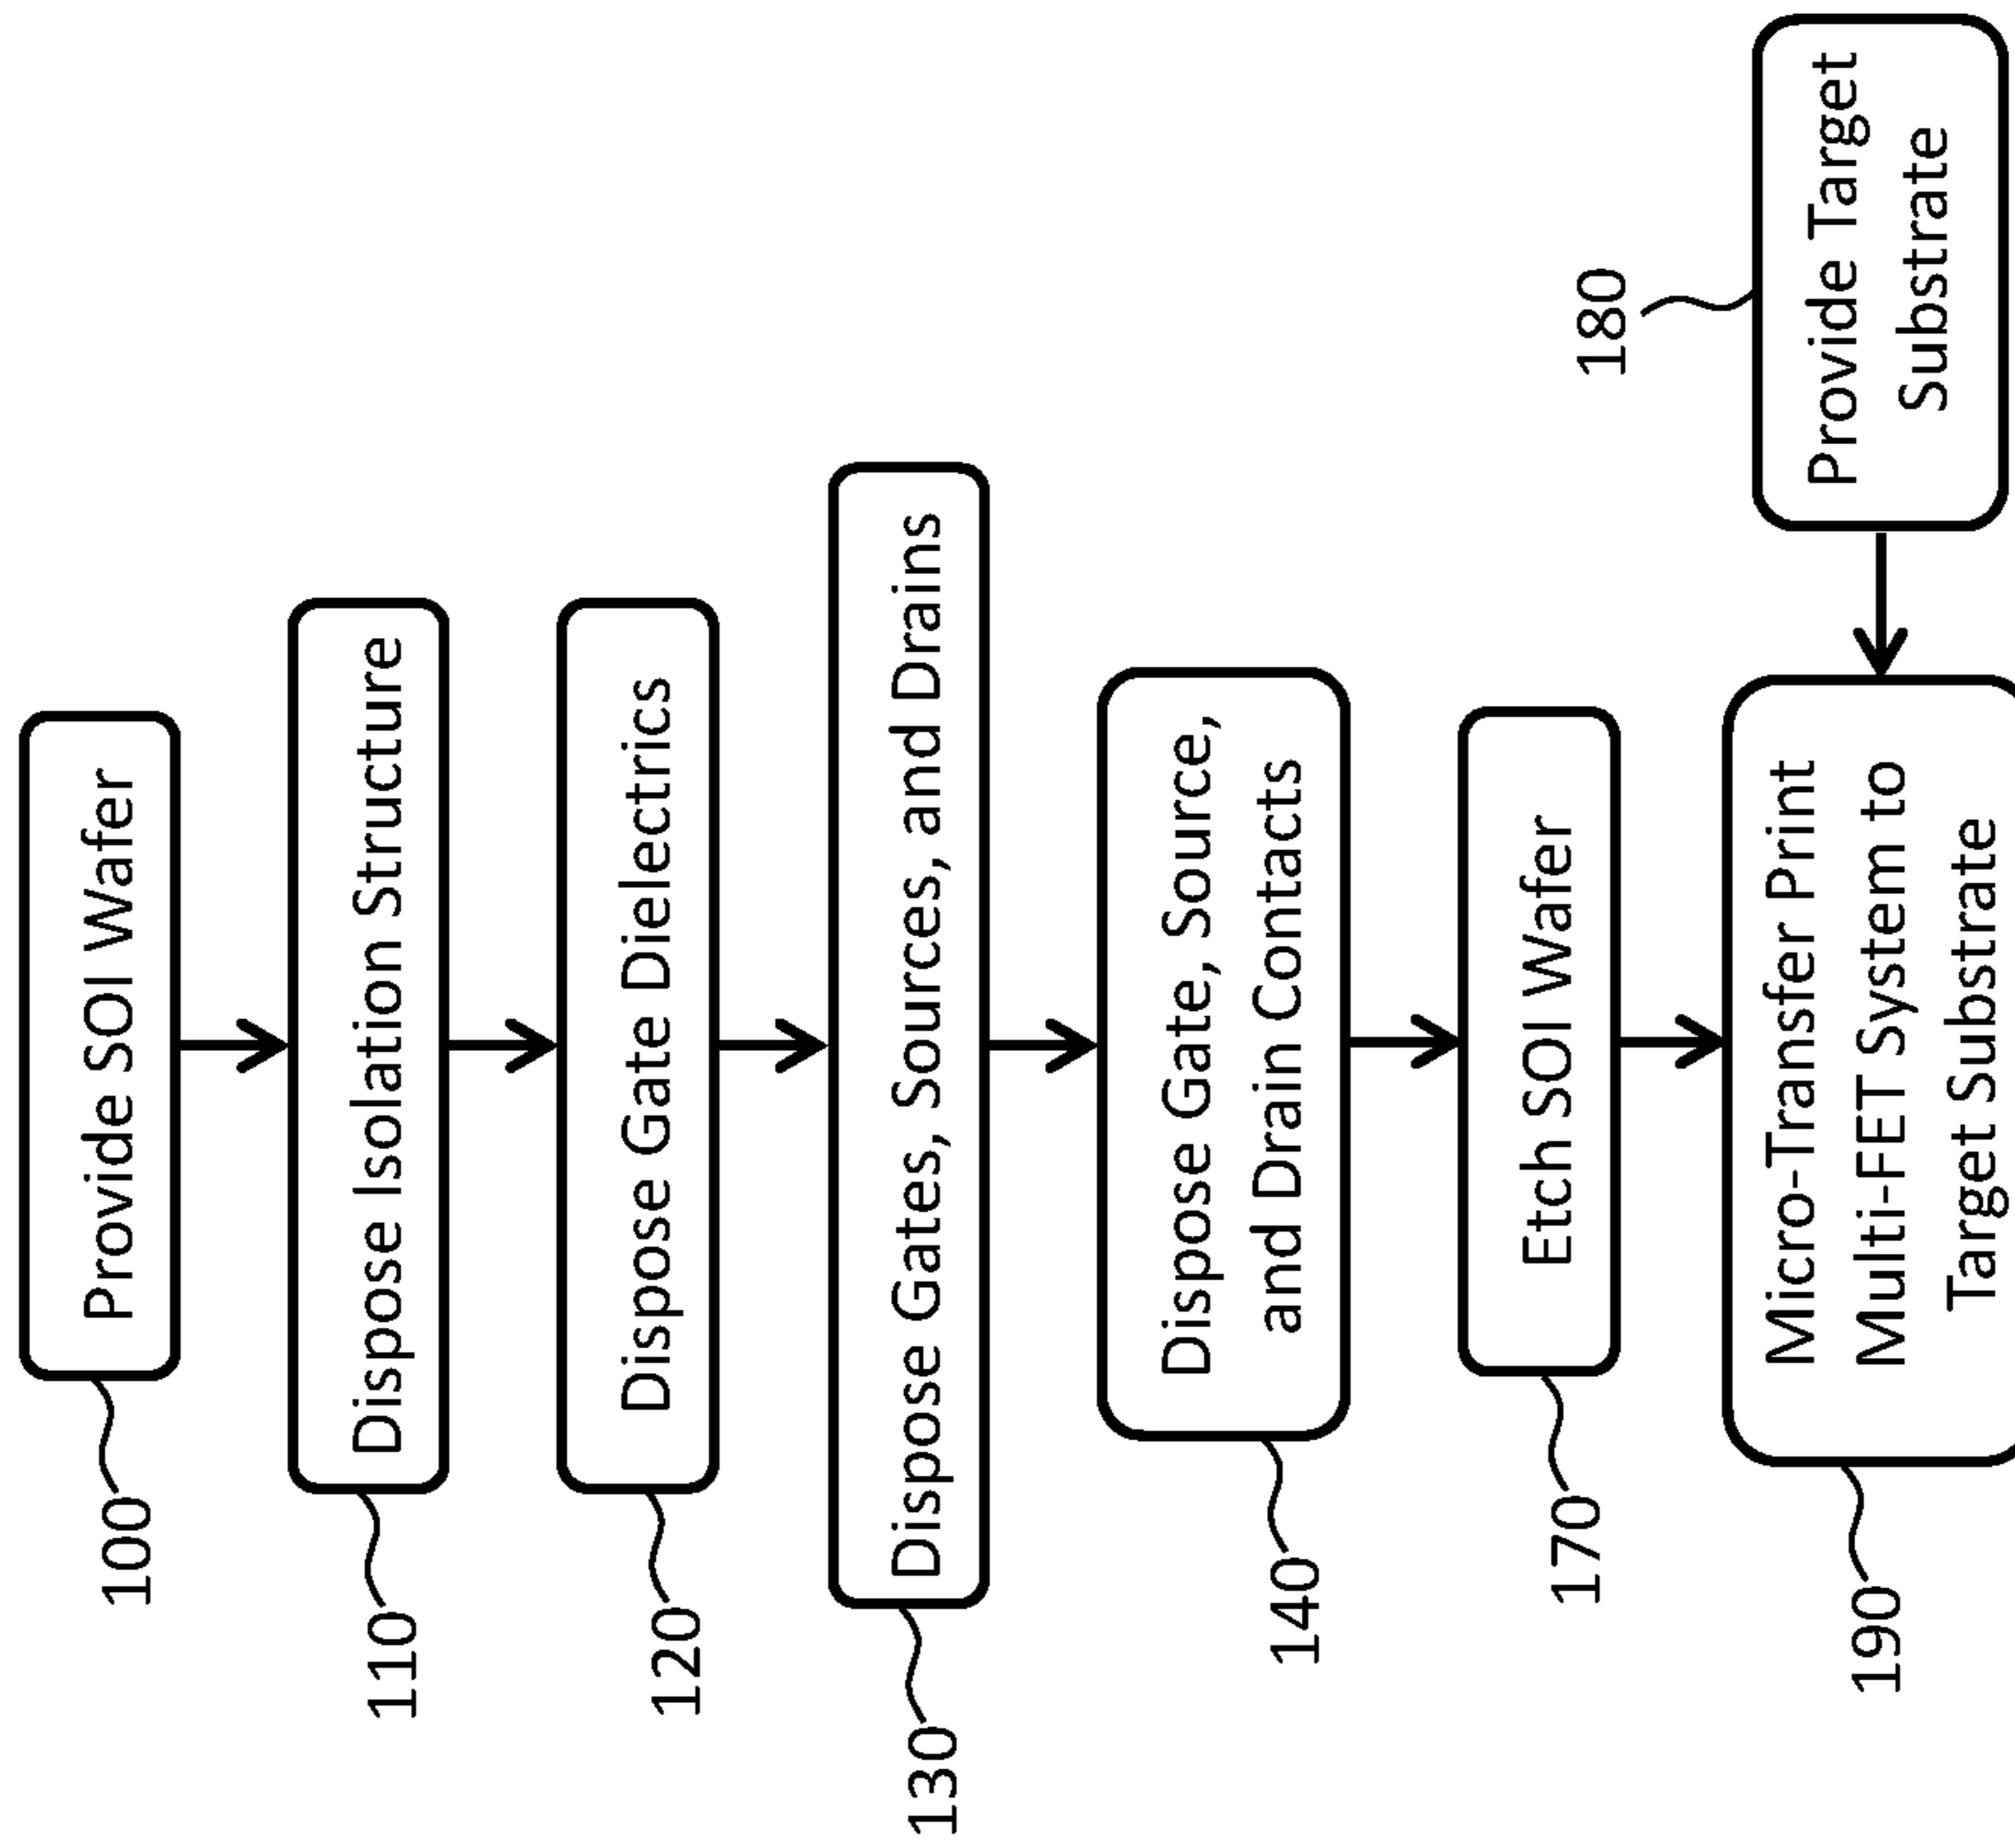 100
Provide SOI Wafer
110
Dispose Isolation Structure
120
Dispose Gate Dielectrics
130
Dispose Gates, Sources, and Drains
140
Dispose Gate, Source,
and Drain Contacts
170
Etch SOI Wafer
180
Provide Target
Substrate
190
Micro-Transfer Print
Multi-FET System to
Target Substrate